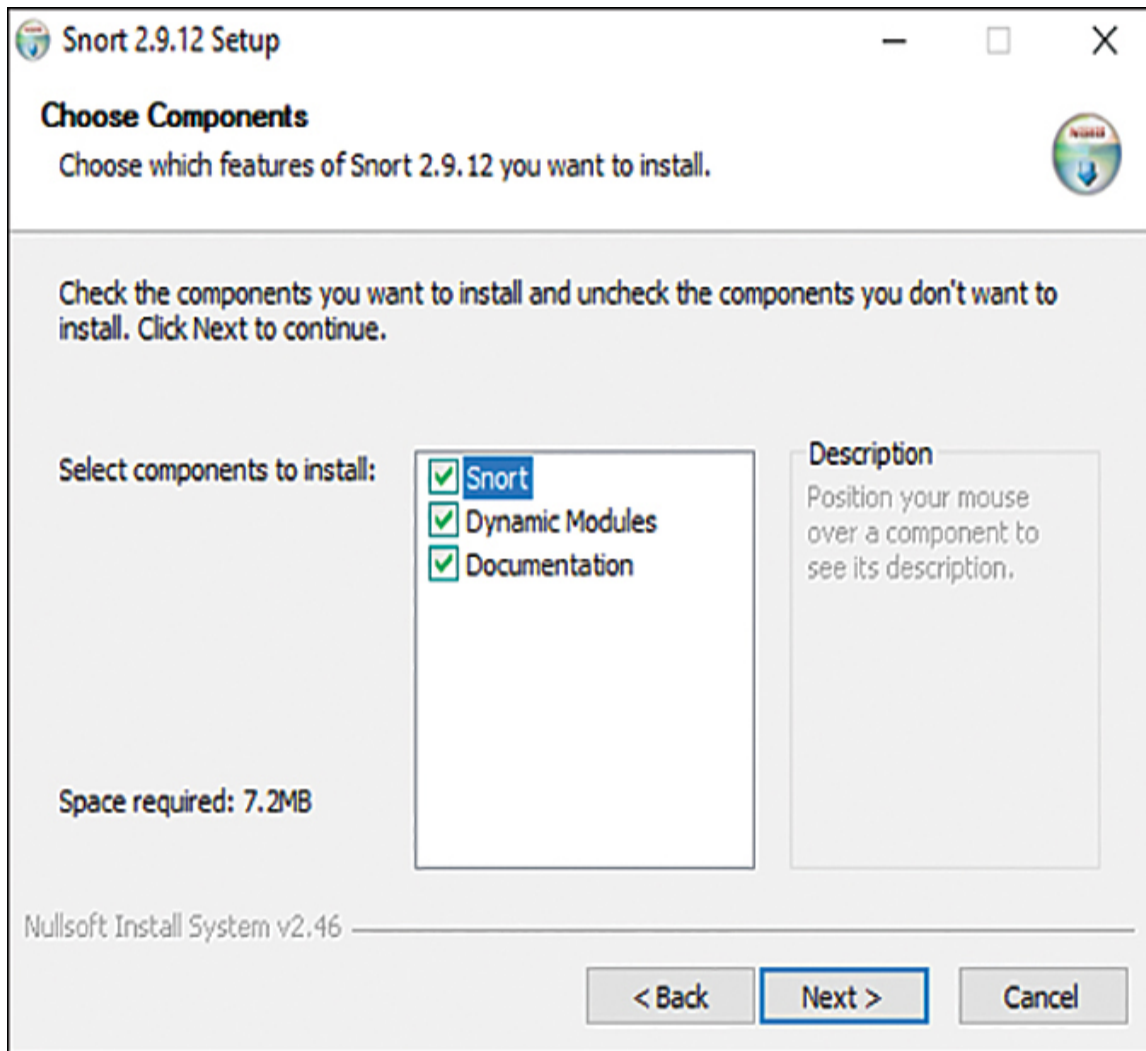 Snort 2.9.12 Setup
Choose Components
Choose which features of Snort 2.9.12 you want to install.
Check the components you want to install and uncheck the components you don't want to
install. Click Next to continue.
Select components to install:
Snort
Dynamic Modules
Documentation
Description
Position your mouse
over a component to
see its description.
Space required: 7.2MB
Nullsoft Install System v2.46
< Back
Next >
Cancel